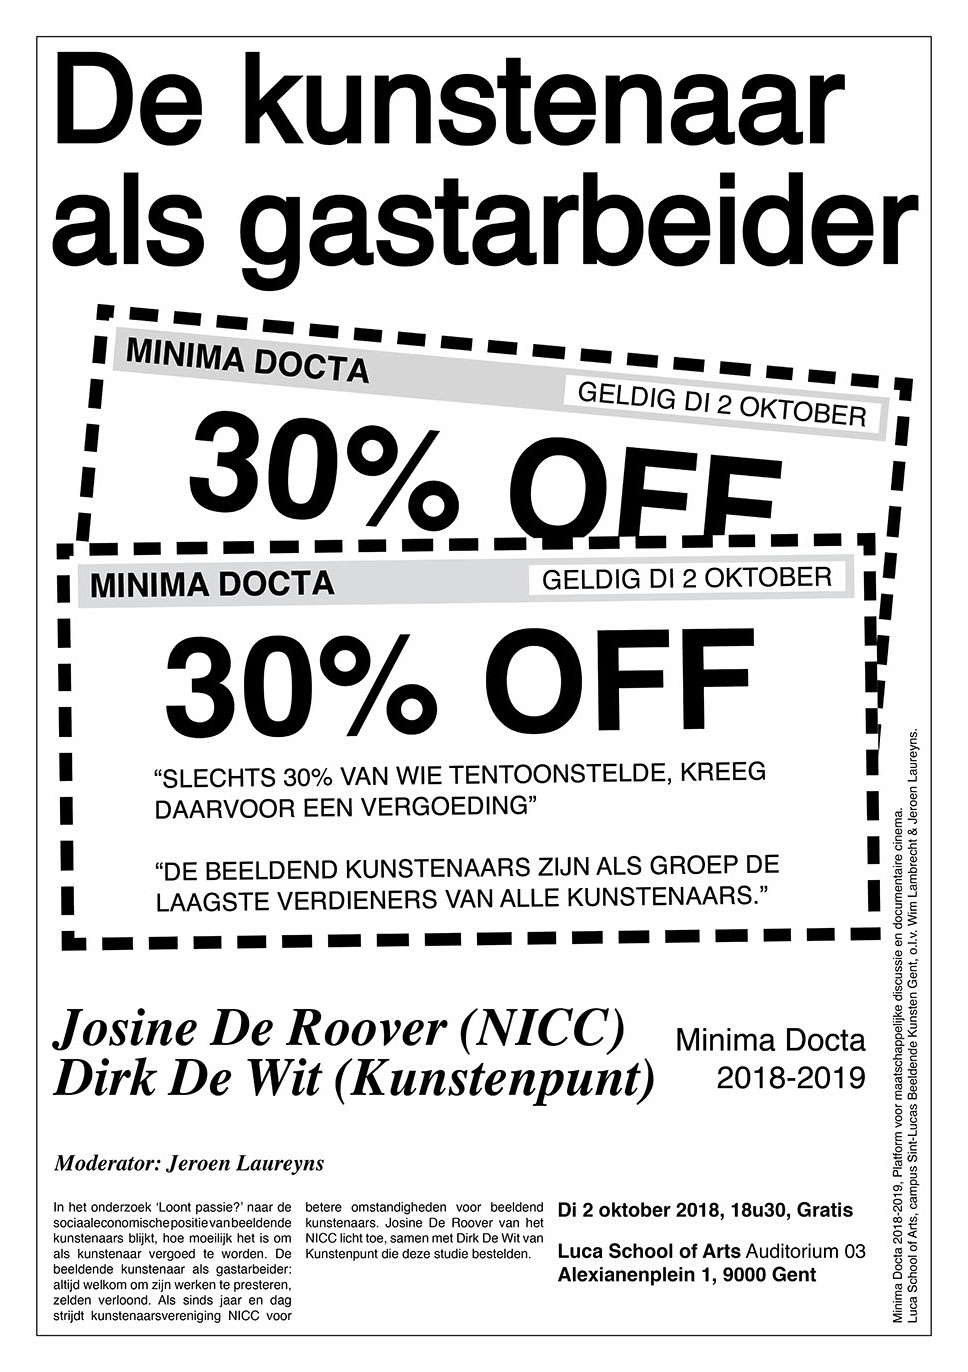 De kunstenaar
als gastarbeider
MINIMA DOCTA
GELDIG DI 2 OKTOBER
30% OFF
MINIMA DOCTA
GELDIG DI 2 OKTOBER
30% OFF
“SLECHTS 30% VAN WIE TENTOONSTELDE, KREEG
DAARVOOR EEN VERGOEDING”
“DE BEELDEND KUNSTENAARS ZIJN ALS GROEP DE
LAAGSTE VERDIENERS VAN ALLE KUNSTENAARS.”
Josine De Roover (NICC)
Dirk De Wit (Kunstenpunt)
Minima Docta
2018-2019
Moderator: Jeroen Laureyns
In het onderzoek ‘Loont passie?’ naar de
sociaaleconomische positie van beeldende
kunstenaars blijkt, hoe moeilijk het is om
als kunstenaar vergoed te worden. De
beeldende kunstenaar als gastarbeider:
altijd welkom om zijn werken te presteren,
zelden verloond. Als sinds jaar en dag
strijdt kunstenaarsvereniging NICC voor
betere omstandigheden voor beeldend
kunstenaars. Josine De Roover van het
NICC licht toe, samen met Dirk De Wit van
Kunstenpunt die deze studie bestelden.
Di 2 oktober 2018, 18u30, Gratis
Luca School of Arts Auditorium 03
Alexianenplein 1, 9000 Gent
Minima Docta 2018-2019, Platform voor maatschappelijke discussie en documentaire cinema.
Luca School of Arts, campus Sint-Lucas Beeldende Kunsten Gent, o.l.v. Wim Lambrecht & Jeroen Laureyns.